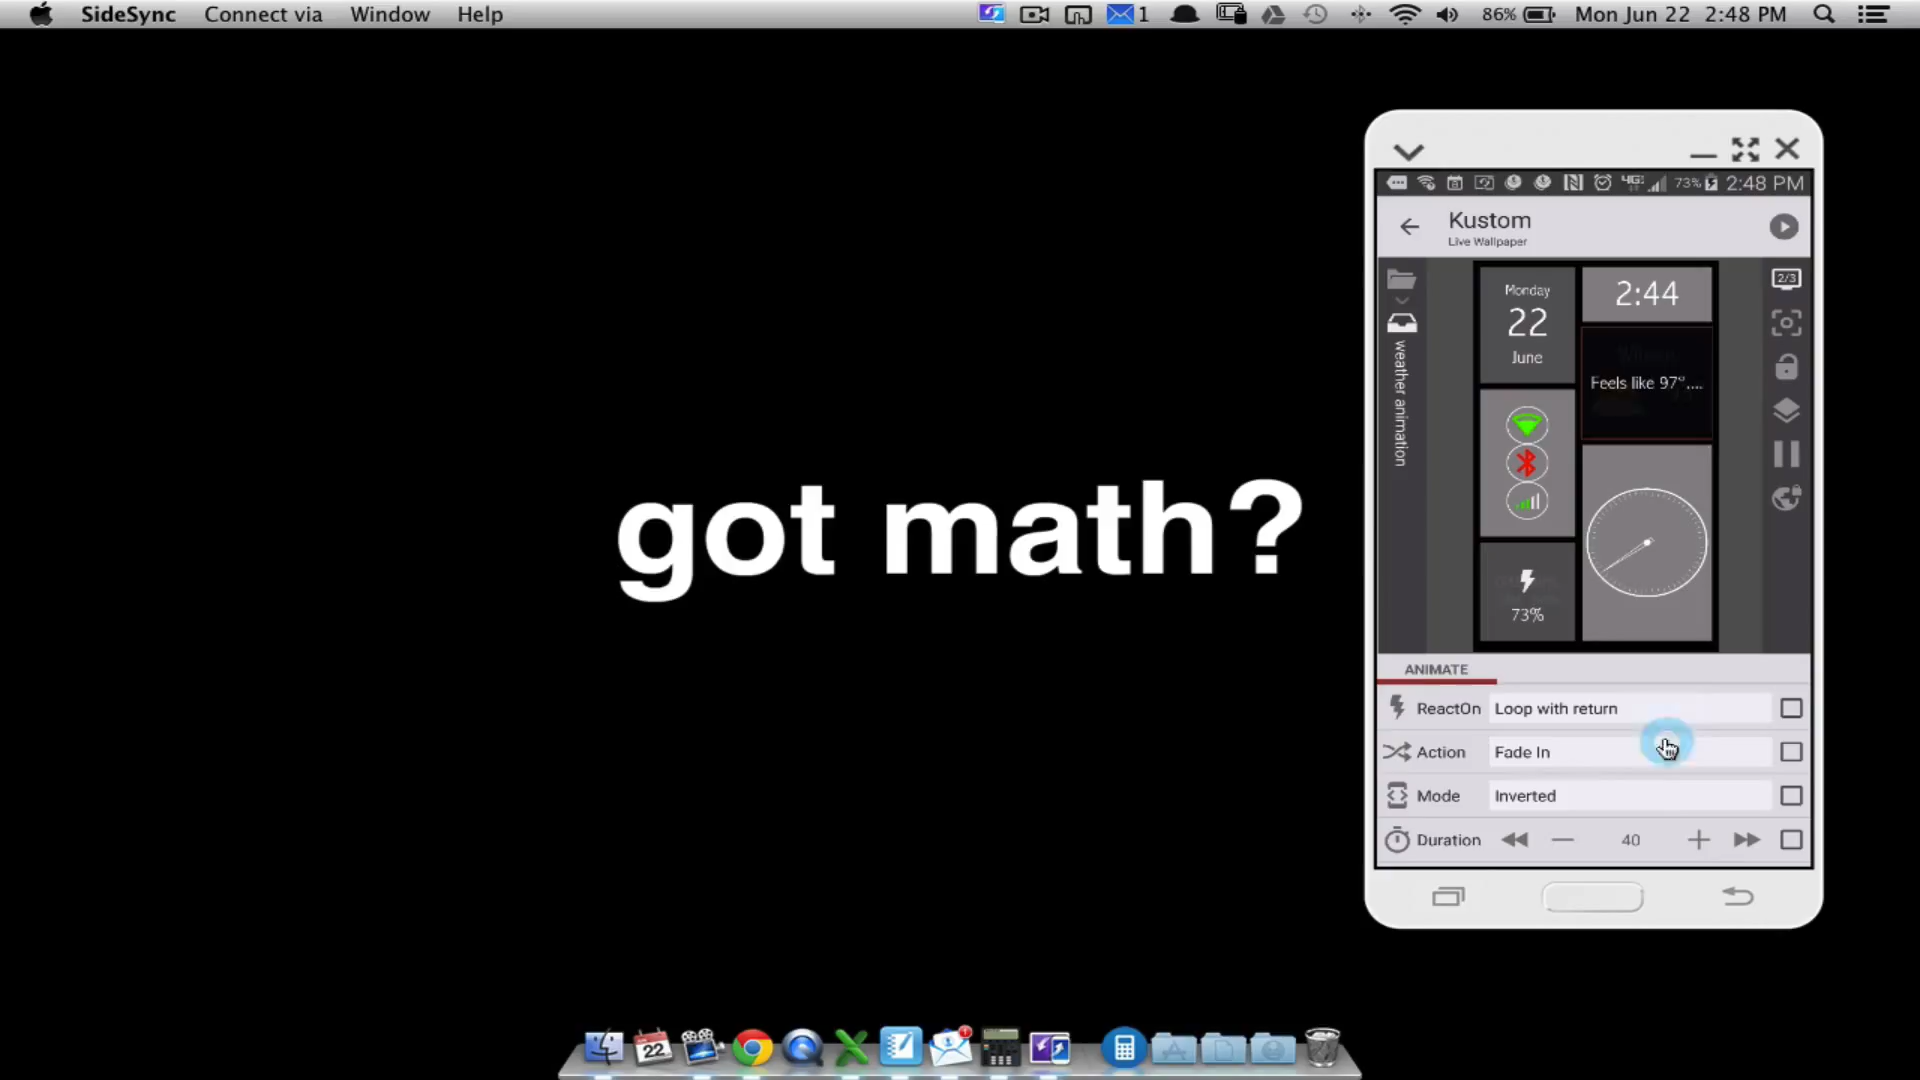 SideSync Connect via Window Help
1 86% Mon Jun 22 2:48 PM
got math?
4G 73% 2:48 PM
Kustom
Live Wallpaper
2/3
weather animation
Monday
22
June
2:44
Feels like 97°,...
73%
ANIMATE
ReactOn Loop with return
Action Fade In
Mode Inverted
Duration 40
22